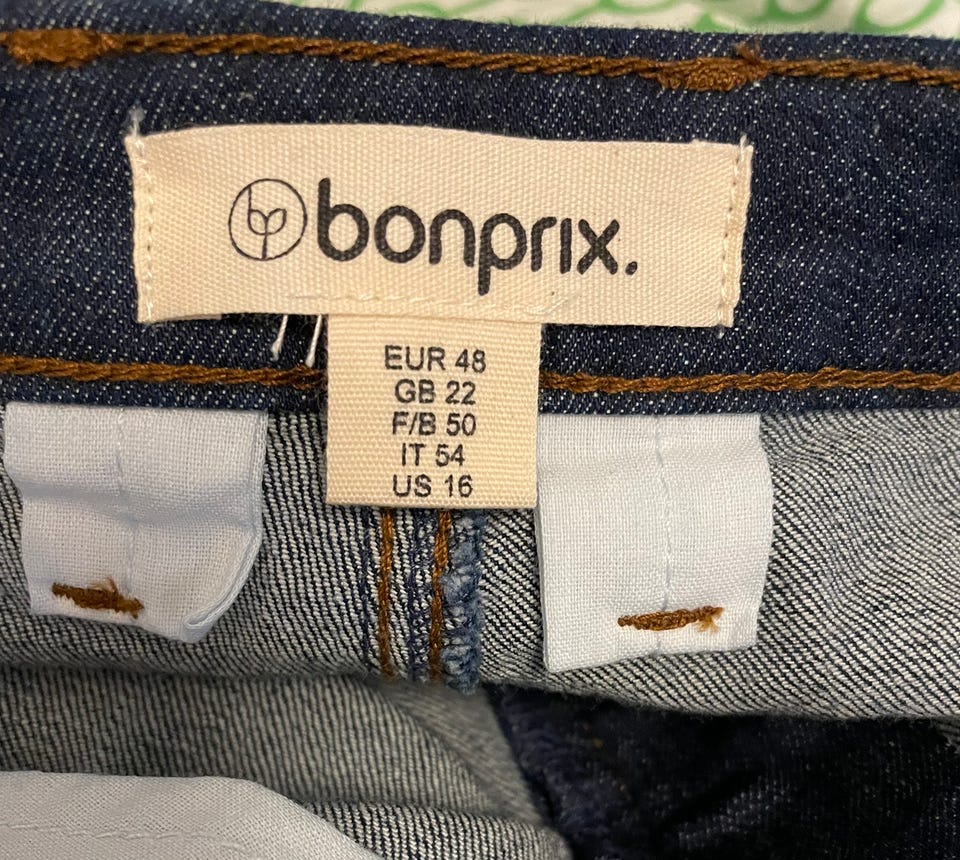 bonprix.
EUR 48
GB 22
F/B 50
IT 54
US 16